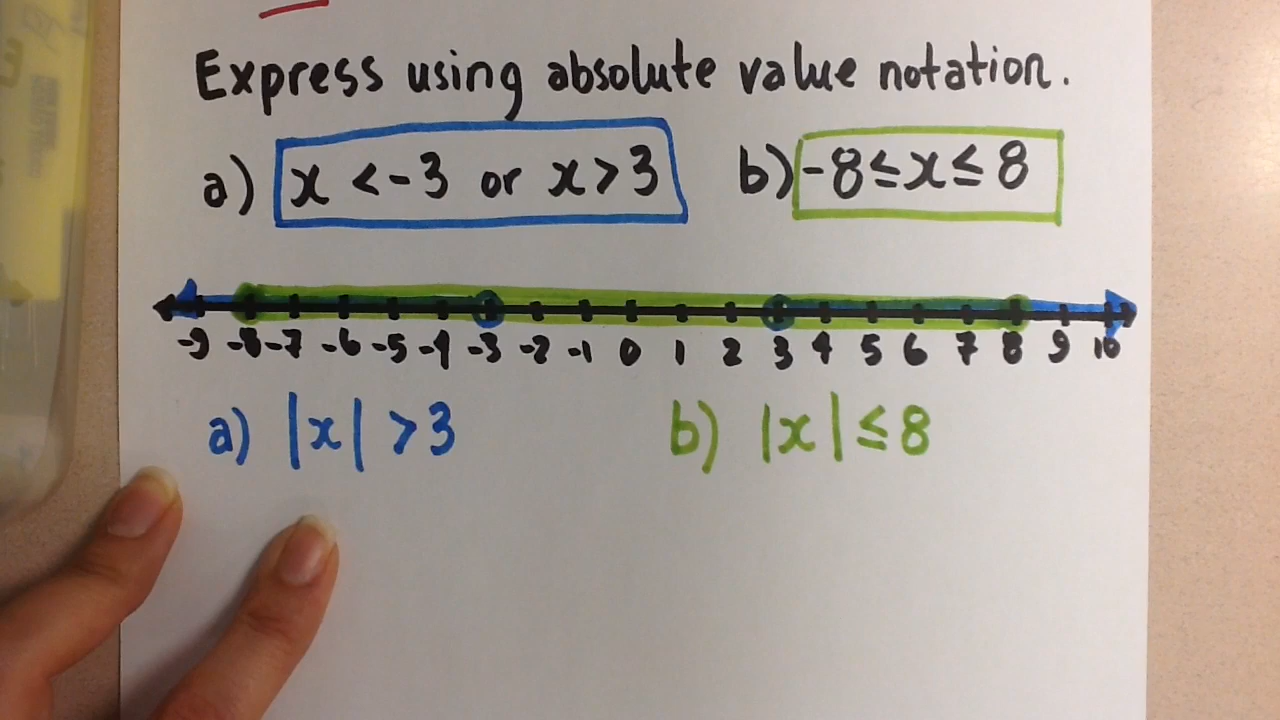 Express using absolute value notation.
a) x < -3 or x > 3 b) -8 ≤ x ≤ 8
-9 -8 -7 -6 -5 -4 -3 -2 -1 0 1 2 3 4 5 6 7 8 9 10
a) |x| > 3 b) |x| ≤ 8